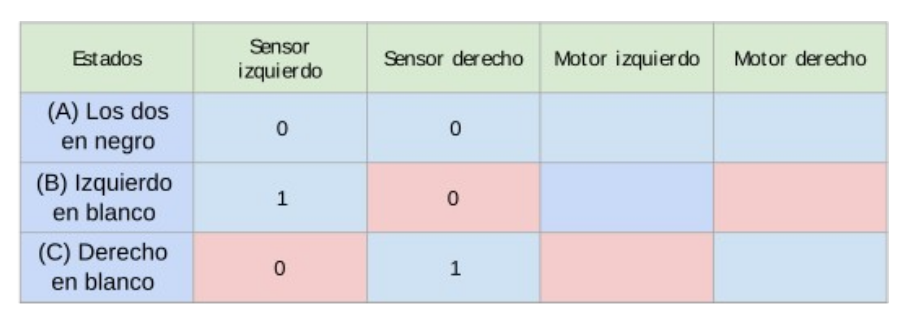 Estados
Sensor
izquierdo
Sensor derecho
Motor izquierdo
Motor derecho
(A) Los dos
en negro
0
0
(B) Izquierdo
en blanco
1
0
(C) Derecho
en blanco
0
1